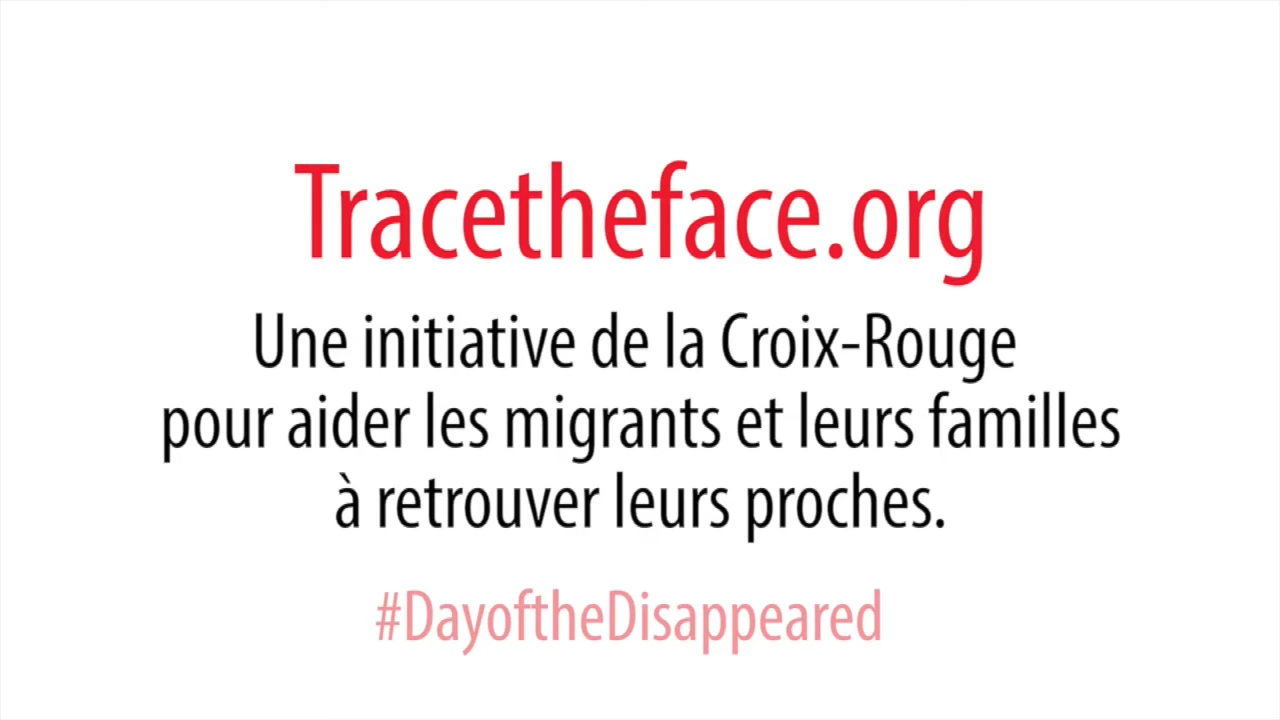 Tracetheface.org
Une initiative de la Croix-Rouge
pour aider les migrants et leurs familles
à retrouver leurs proches.
#DayoftheDisappeared